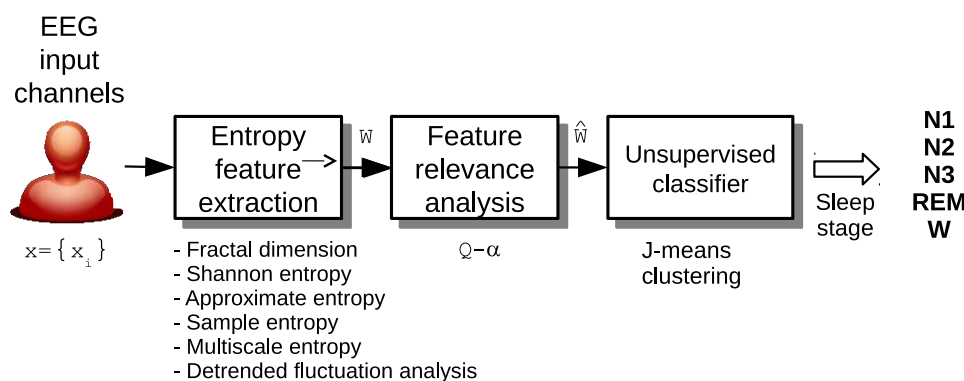 EEG
input
channels
x={x_i}
Entropy
feature
extraction
- Fractal dimension
- Shannon entropy
- Approximate entropy
- Sample entropy
- Multiscale entropy
- Detrended fluctuation analysis
W
Feature
relevance
analysis
Q-α
Ŵ
Unsupervised
classifier
J-means
clustering
Sleep
stage
N1
N2
N3
REM
W